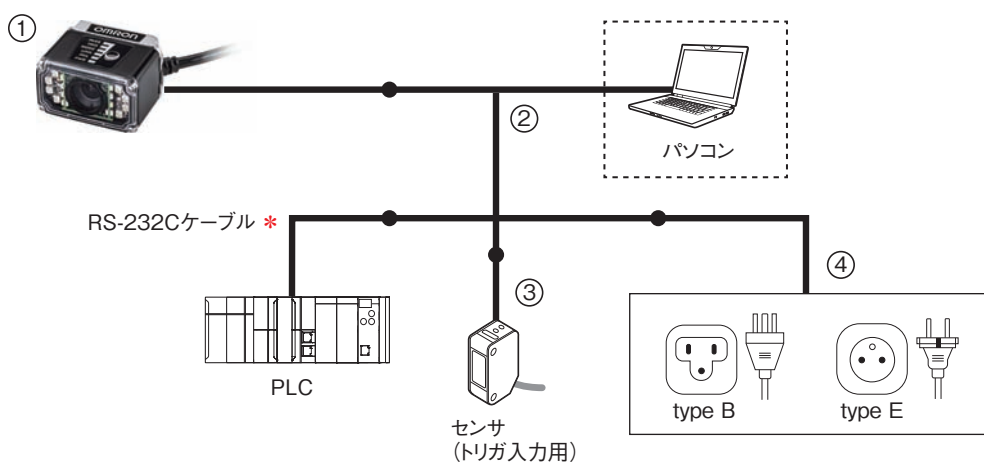 ①
OMRON
②
パソコン
RS-232Cケーブル *
④
③
PLC
センサ
(トリガ入力用)
type B
type E